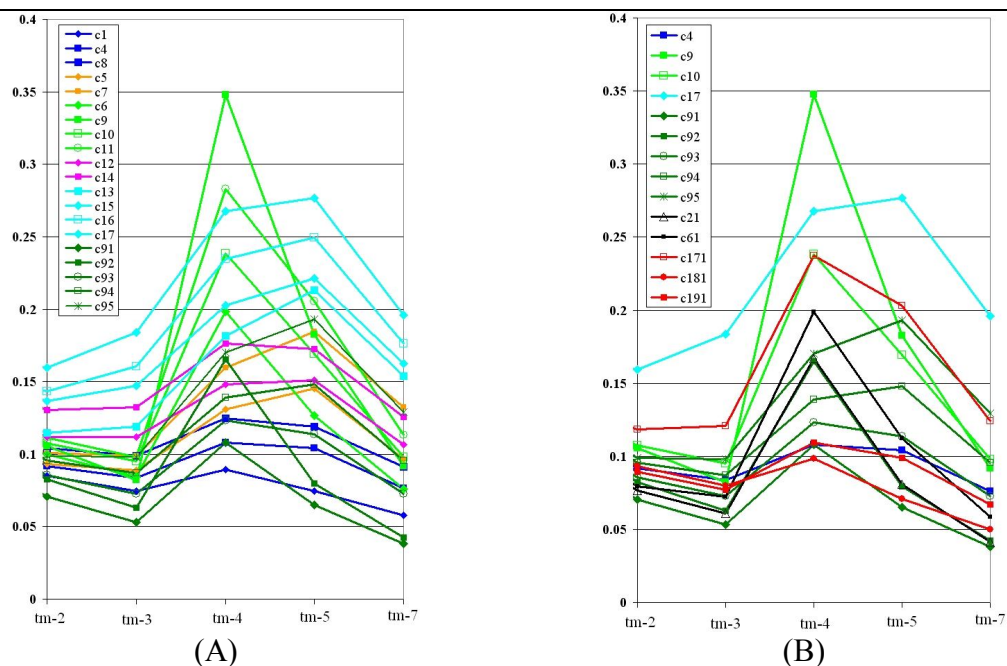 0.4
0.35
0.3
0.25
0.2
0.15
0.1
0.05
0
c1
c4
c8
c5
c7
c6
c9
c10
c11
c12
c14
c13
c15
c16
c17
c91
c92
c93
c94
c95
tm-2 tm-3 tm-4 tm-5 tm-7
(A)
0.4
0.35
0.3
0.25
0.2
0.15
0.1
0.05
0
c4
c9
c10
c17
c91
c92
c93
c94
c95
c21
c61
c171
c181
c191
tm-2 tm-3 tm-4 tm-5 tm-7
(B)